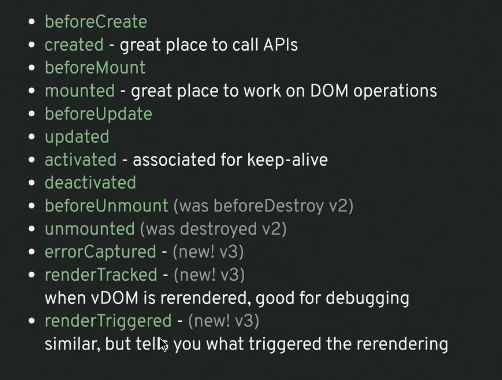 • beforeCreate
• created - great place to call APIs
• beforeMount
• mounted - great place to work on DOM operations
• beforeUpdate
• updated
• activated - associated for keep-alive
• deactivated
• beforeUnmount (was beforeDestroy v2)
• unmounted (was destroyed v2)
• errorCaptured - (new! v3)
• renderTracked - (new! v3)
when vDOM is rerendered, good for debugging
• renderTriggered - (new! v3)
similar, but tells you what triggered the rerendering